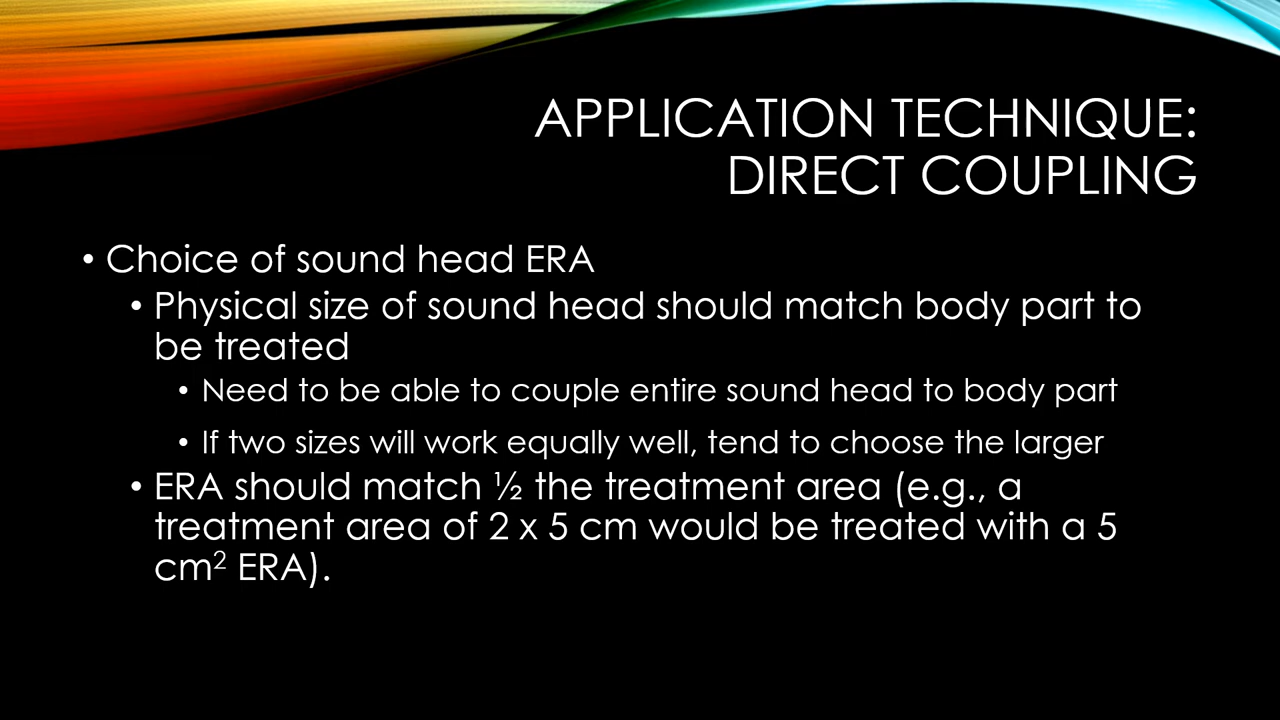 APPLICATION TECHNIQUE:
DIRECT COUPLING
• Choice of sound head ERA
• Physical size of sound head should match body part to
be treated
• Need to be able to couple entire sound head to body part
• If two sizes will work equally well, tend to choose the larger
• ERA should match ½ the treatment area (e.g., a
treatment area of 2 x 5 cm would be treated with a 5
cm² ERA).